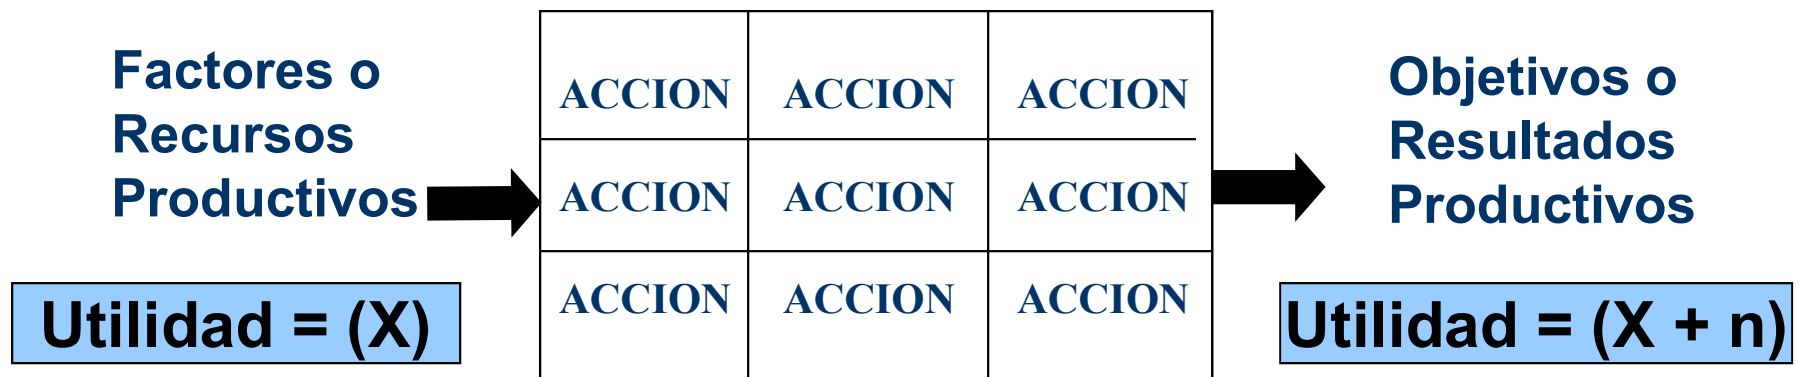 Factores o
Recursos
Productivos
Utilidad = (X)
ACCION ACCION ACCION
ACCION ACCION ACCION
ACCION ACCION ACCION
Objetivos o
Resultados
Productivos
Utilidad = (X + n)